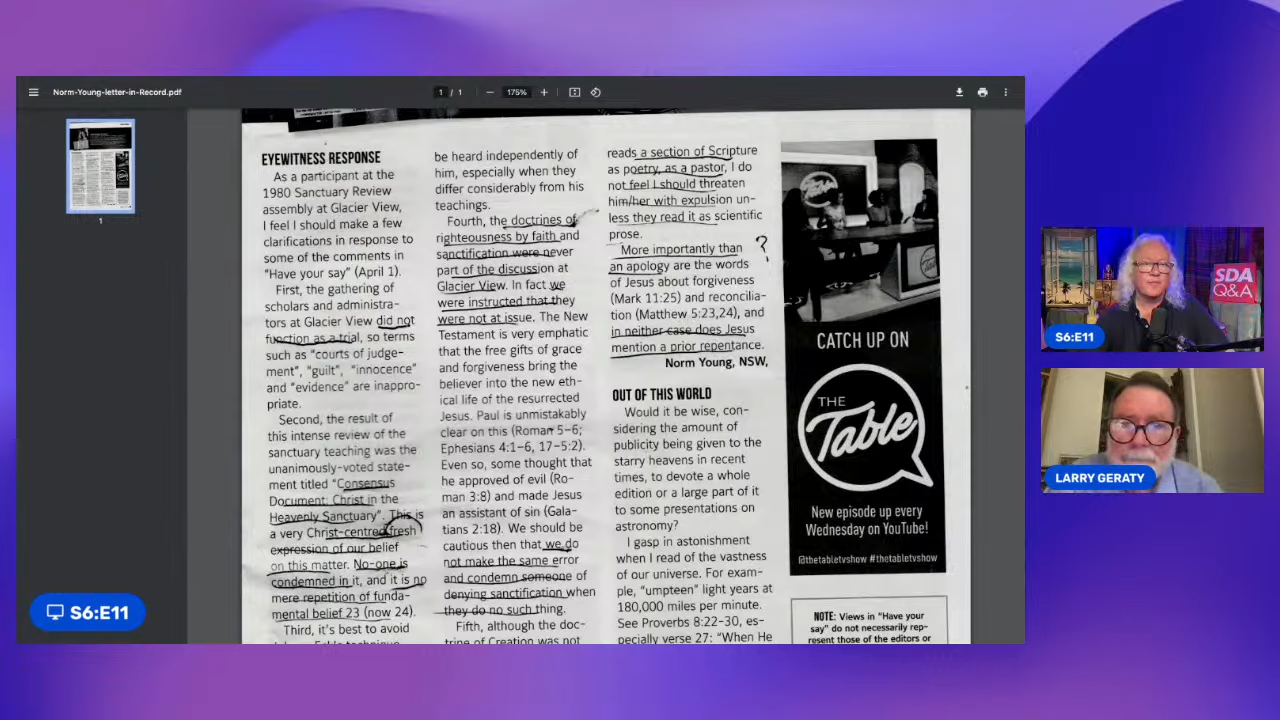 Norm-Young-letter-in-Record.pdf
1 / 1
175%
1
EYEWITNESS RESPONSE
As a participant at the
1980 Sanctuary Review
assembly at Glacier View,
I feel I should make a few
clarifications in response to
some of the comments in
"Have your say" (April 1).
First, the gathering of
scholars and administra-
tors at Glacier View did not
function as a trial, so terms
such as "courts of judge-
ment", "guilt", "innocence"
and "evidence" are inappro-
priate.
Second, the result of
this intense review of the
sanctuary teaching was the
unanimously-voted state-
ment titled "Consensus
Document: Christ in the
Heavenly Sanctuary". This is
a very Christ-centred fresh
expression of our belief
on this matter. No-one is
condemned in it, and it is no
mere repetition of funda-
mental belief 23 (now 24).
Third, it's best to avoid
be heard independently of
him, especially when they
differ considerably from his
teachings.
Fourth, the doctrines of
righteousness by faith and
sanctification were never
part of the discussion at
Glacier View. In fact we
were instructed that they
were not at issue. The New
Testament is very emphatic
that the free gifts of grace
and forgiveness bring the
believer into the new eth-
ical life of the resurrected
Jesus. Paul is unmistakably
clear on this (Roman 5–6;
Ephesians 4:1–6, 17–5:2).
Even so, some thought that
he approved of evil (Ro-
man 3:8) and made Jesus
an assistant of sin (Gala-
tians 2:18). We should be
cautious then that we do
not make the same error
and condemn someone of
denying sanctification when
they do no such thing.
Fifth, although the doc-
trine of Creation was not
reads a section of Scripture
as poetry, as a pastor, I do
not feel I should threaten
him/her with expulsion un-
less they read it as scientific
prose.
More importantly than ?
an apology are the words
of Jesus about forgiveness
(Mark 11:25) and reconcilia-
tion (Matthew 5:23,24), and
in neither case does Jesus
mention a prior repentance.
Norm Young, NSW,
OUT OF THIS WORLD
Would it be wise, con-
sidering the amount of
publicity being given to the
starry heavens in recent
times, to devote a whole
edition or a large part of it
to some presentations on
astronomy?
I gasp in astonishment
when I read of the vastness
of our universe. For exam-
ple, "umpteen" light years at
180,000 miles per minute.
See Proverbs 8:22–30, es-
pecially verse 27: "When He
Table
CATCH UP ON
THE
Table
New episode up every
Wednesday on YouTube!
@thetabletvshow #thetabletvshow
NOTE: Views in "Have your
say" do not necessarily rep-
resent those of the editors or
SDA
Q&A
S6:E11
LARRY GERATY
S6:E11